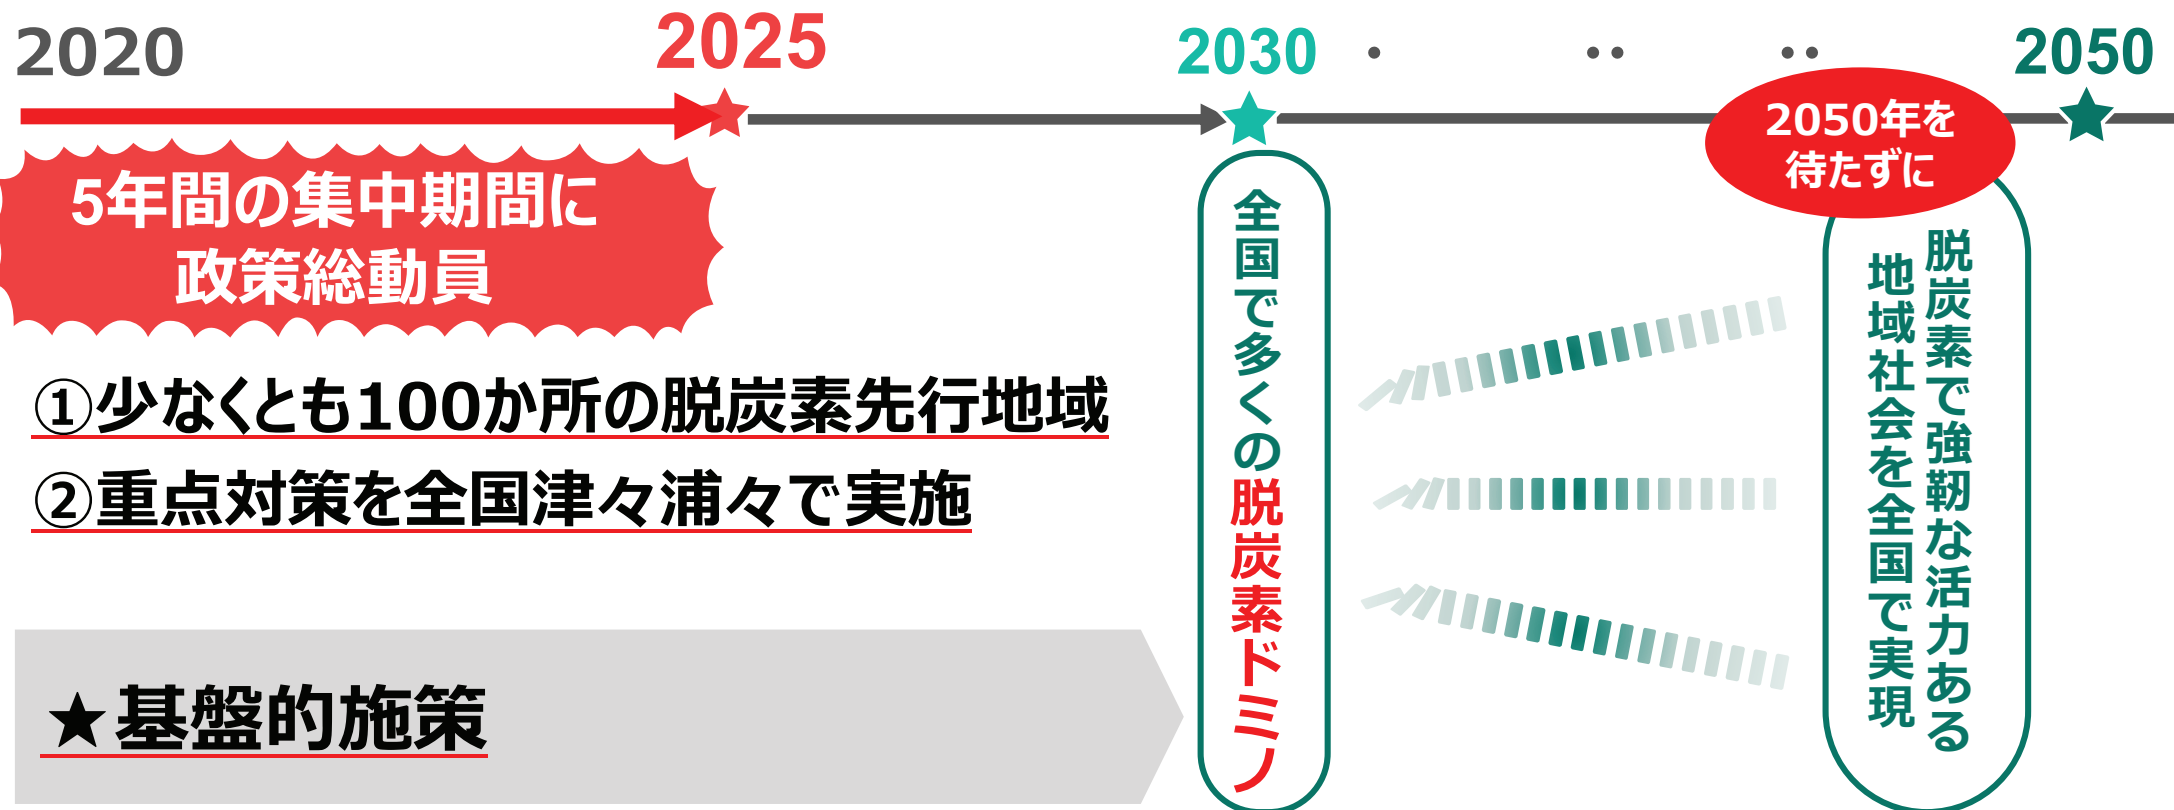 2020
2025
2030
2050
5年間の集中期間に
政策総動員
①少なくとも100か所の脱炭素先行地域
②重点対策を全国津々浦々で実施
★基盤的施策
全国で多くの脱炭素ドミノ
2050年を
待たずに
脱炭素で強靭な活力ある
地域社会を全国で実現